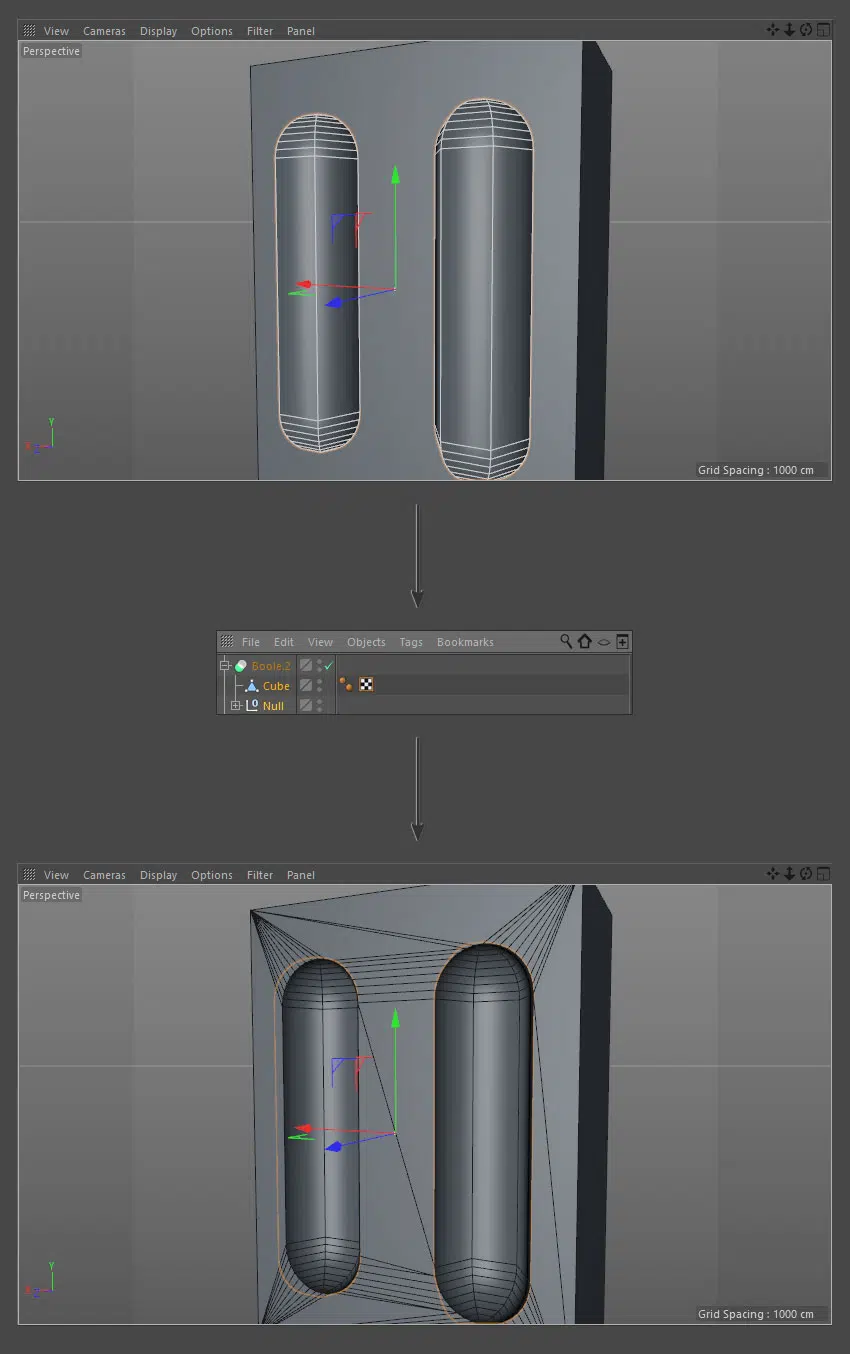 View Cameras Display Options Filter Panel
Perspective
Y
Grid Spacing : 1000 cm
File Edit View Objects Tags Bookmarks
Boole.2
Cube
Null
View Cameras Display Options Filter Panel
Perspective
Y
Grid Spacing : 1000 cm